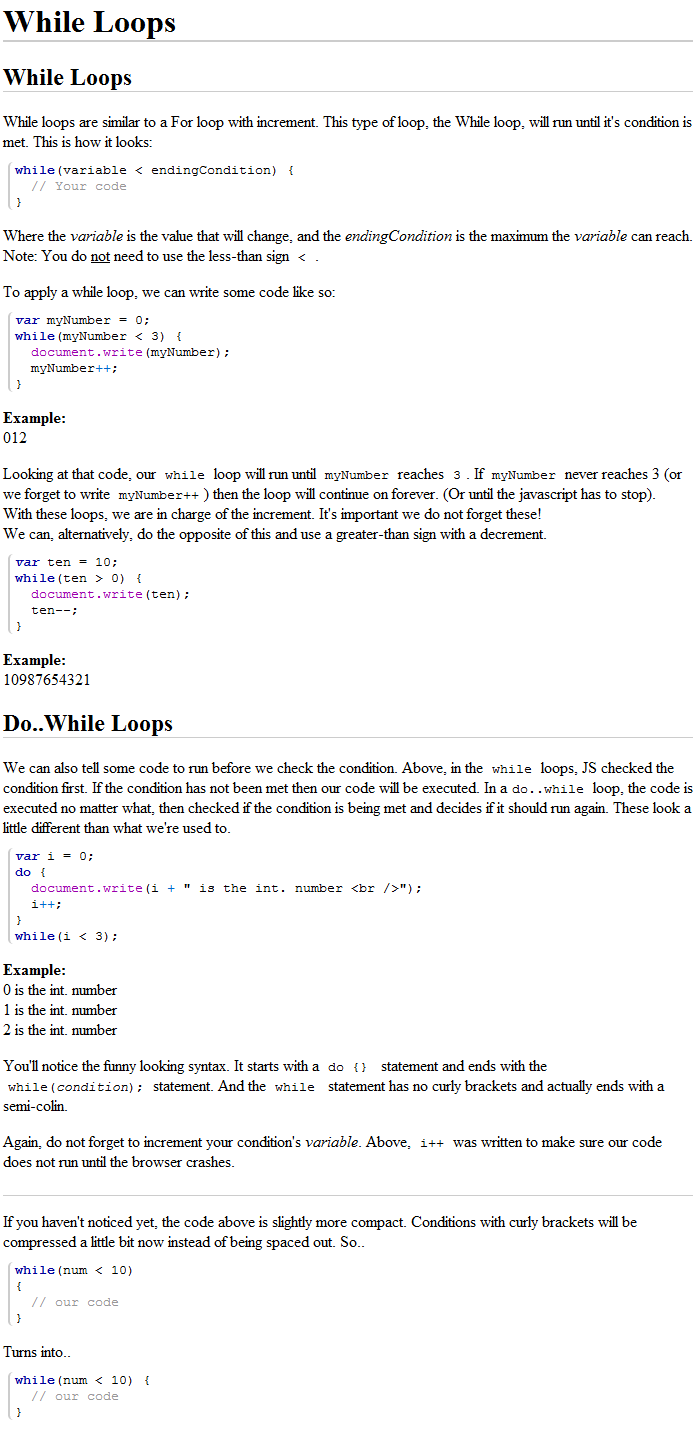 While Loops
While Loops
While loops are similar to a For loop with increment. This type of loop, the While loop, will run until it's condition is
met. This is how it looks:
while(variable < endingCondition) {
  // Your code
}
Where the variable is the value that will change, and the endingCondition is the maximum the variable can reach.
Note: You do not need to use the less-than sign < .
To apply a while loop, we can write some code like so:
var myNumber = 0;
while(myNumber < 3) {
  document.write(myNumber);
  myNumber++;
}
Example:
012
Looking at that code, our while loop will run until myNumber reaches 3 . If myNumber never reaches 3 (or
we forget to write myNumber++ ) then the loop will continue on forever. (Or until the javascript has to stop).
With these loops, we are in charge of the increment. It's important we do not forget these!
We can, alternatively, do the opposite of this and use a greater-than sign with a decrement.
var ten = 10;
while(ten > 0) {
  document.write(ten);
  ten--;
}
Example:
10987654321
Do..While Loops
We can also tell some code to run before we check the condition. Above, in the while loops, JS checked the
condition first. If the condition has not been met then our code will be executed. In a do..while loop, the code is
executed no matter what, then checked if the condition is being met and decides if it should run again. These look a
little different than what we're used to.
var i = 0;
do {
  document.write(i + " is the int. number <br />");
  i++;
}
while(i < 3);
Example:
0 is the int. number
1 is the int. number
2 is the int. number
You'll notice the funny looking syntax. It starts with a do {} statement and ends with the
while(condition); statement. And the while statement has no curly brackets and actually ends with a
semi-colin.
Again, do not forget to increment your condition's variable. Above, i++ was written to make sure our code
does not run until the browser crashes.
If you haven't noticed yet, the code above is slightly more compact. Conditions with curly brackets will be
compressed a little bit now instead of being spaced out. So..
while(num < 10)
{
  // our code
}
Turns into..
while(num < 10) {
  // our code
}